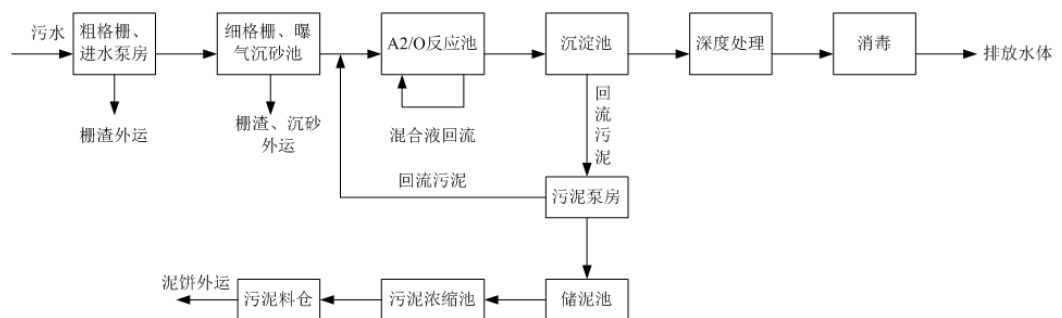 污水
粗格栅、
进水泵房
细格栅、曝
气沉砂池
A2/O反应池
沉淀池
深度处理
消毒
排放水体
栅渣外运
栅渣、沉砂
外运
混合液回流
回流污泥
回流污泥
污泥泵房
泥饼外运
污泥料仓
污泥浓缩池
储泥池